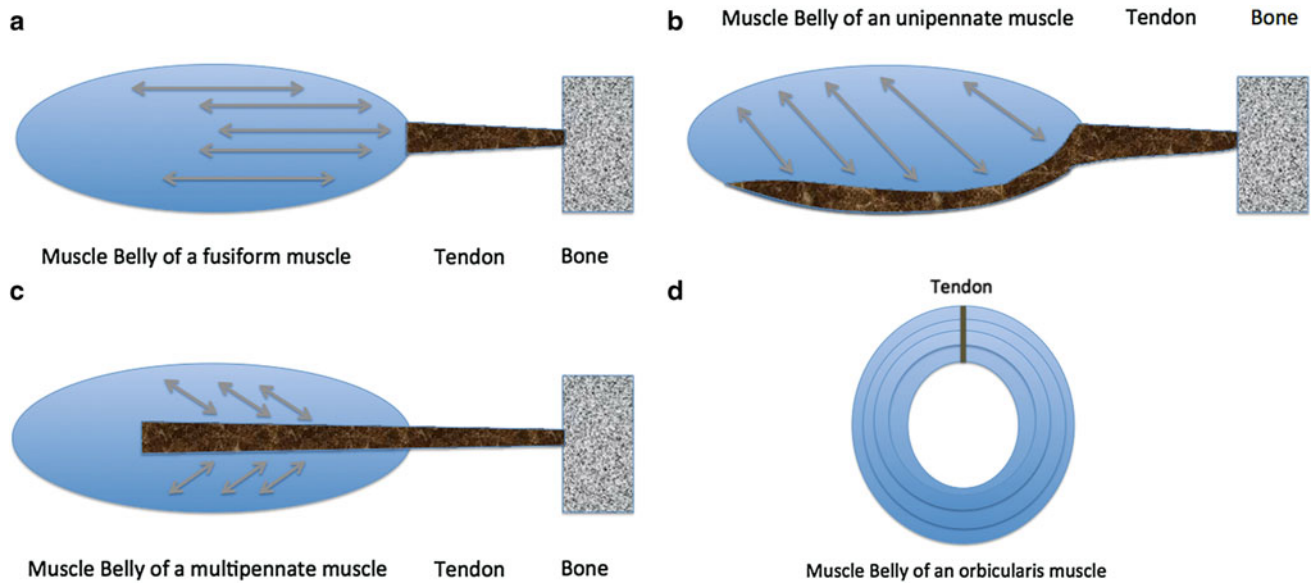 a
Muscle Belly of a fusiform muscle Tendon Bone
b
Muscle Belly of an unipennate muscle Tendon Bone
c
Muscle Belly of a multipennate muscle Tendon Bone
d
Tendon
Muscle Belly of an orbicularis muscle